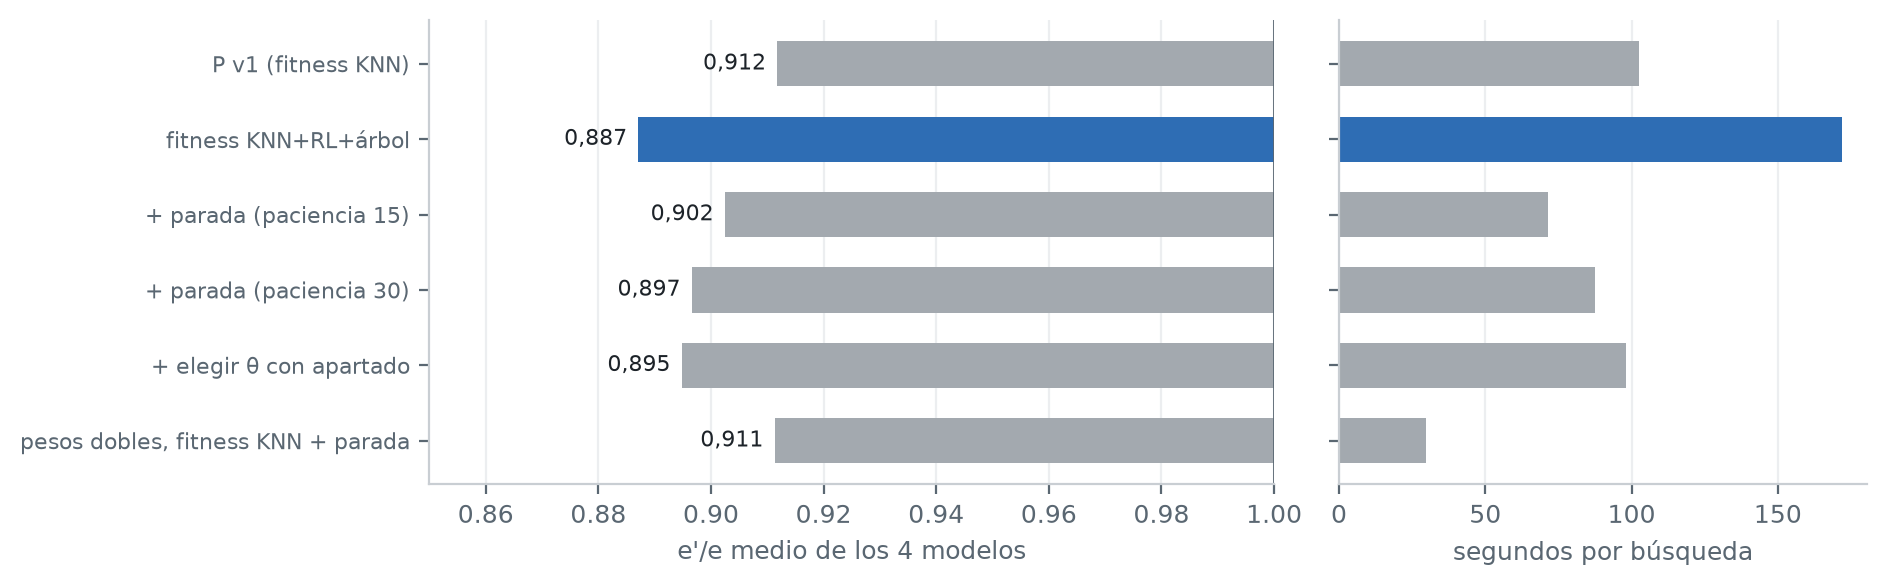 P v1 (fitness KNN)
0,912
fitness KNN+RL+árbol
0,887
+ parada (paciencia 15)
0,902
+ parada (paciencia 30)
0,897
+ elegir θ con apartado
0,895
pesos dobles, fitness KNN + parada
0,911
0.86 0.88 0.90 0.92 0.94 0.96 0.98 1.00
e'/e medio de los 4 modelos
0 50 100 150
segundos por búsqueda